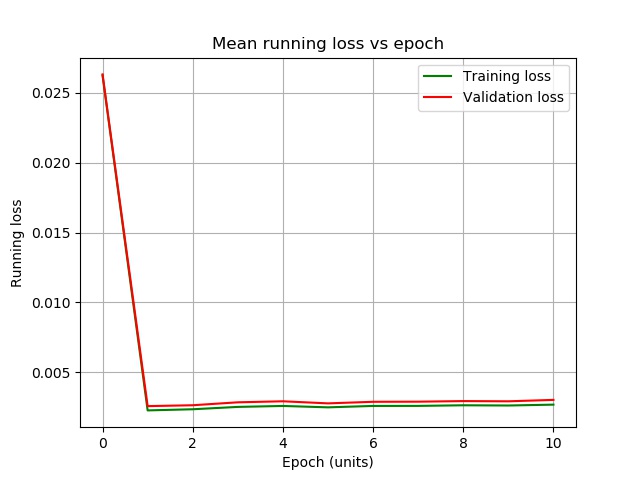 Mean running loss vs epoch
Training loss
Validation loss
0.025
0.020
0.015
0.010
0.005
Running loss
0 2 4 6 8 10
Epoch (units)